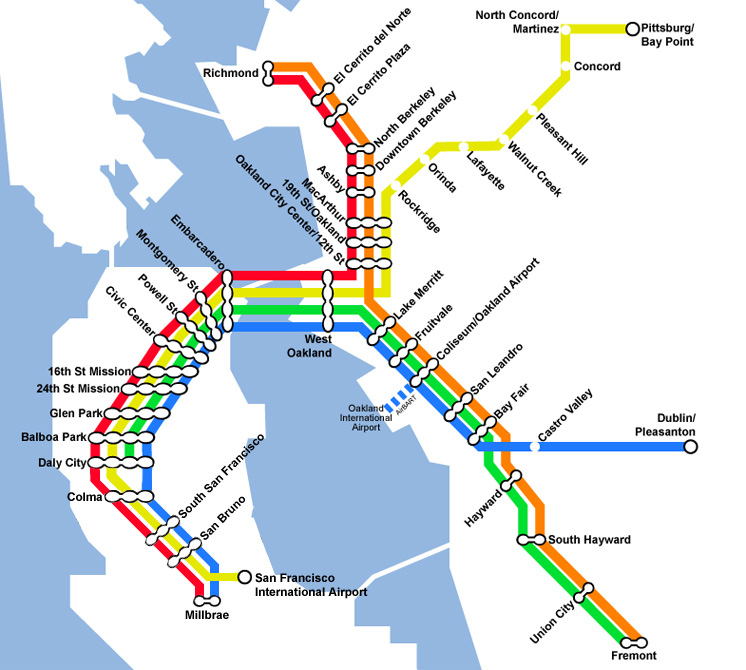 North Concord/
Martinez
Pittsburg/
Bay Point
Concord
Richmond
El Cerrito del Norte
El Cerrito Plaza
North Berkeley
Downtown Berkeley
Ashby
MacArthur
19th St/Oakland
Oakland City Center/12th St
Pleasant Hill
Walnut Creek
Lafayette
Orinda
Rockridge
Embarcadero
Montgomery St
Powell St
Civic Center
16th St Mission
24th St Mission
Glen Park
Balboa Park
Daly City
Colma
South San Francisco
San Bruno
San Francisco
International Airport
Millbrae
West
Oakland
Lake Merritt
Fruitvale
Coliseum/Oakland Airport
Oakland
International
Airport
AirBART
San Leandro
Bay Fair
Castro Valley
Dublin/
Pleasanton
Hayward
South Hayward
Union City
Fremont